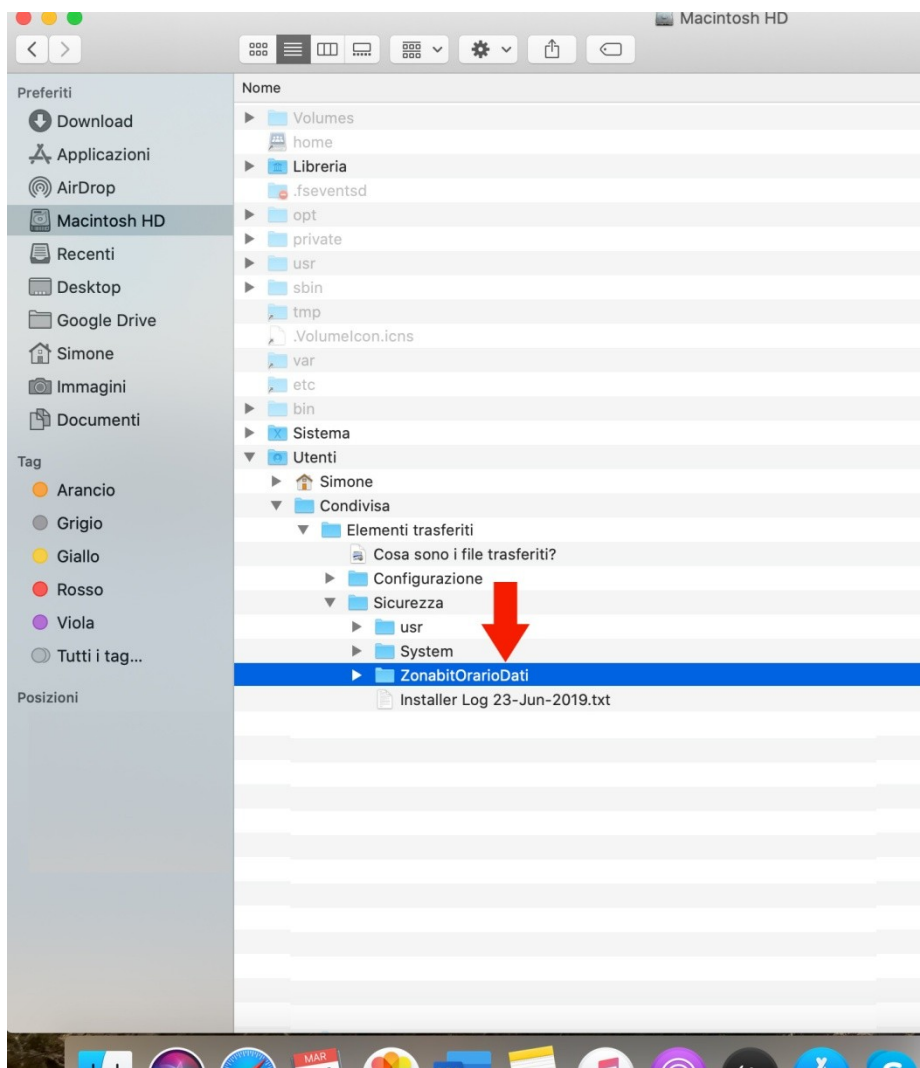 Macintosh HD
Preferiti
Download
Applicazioni
AirDrop
Macintosh HD
Recenti
Desktop
Google Drive
Simone
Immagini
Documenti
Tag
Arancio
Grigio
Giallo
Rosso
Viola
Tutti i tag...
Posizioni
Nome
Volumes
home
Libreria
.fseventsd
opt
private
usr
sbin
tmp
.VolumeIcon.icns
var
etc
bin
Sistema
Utenti
Simone
Condivisa
Elementi trasferiti
Cosa sono i file trasferiti?
Configurazione
Sicurezza
usr
System
ZonabitOrarioDati
Installer Log 23-Jun-2019.txt
MAR